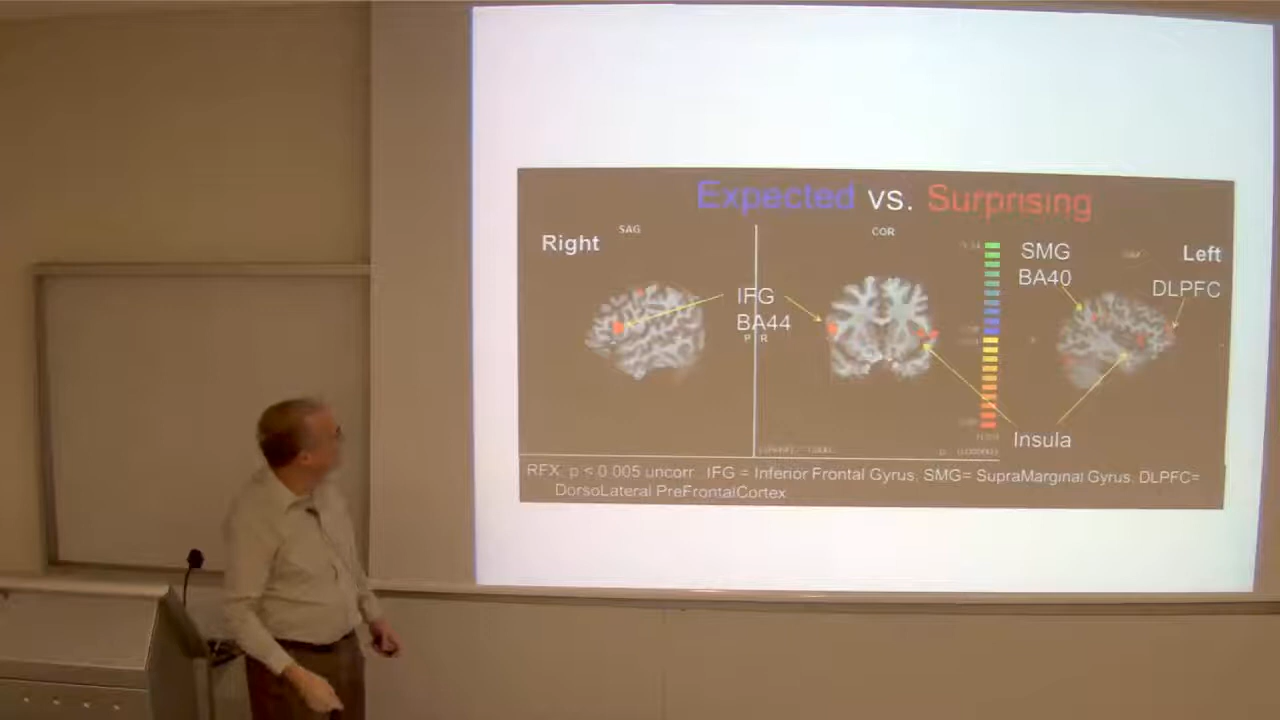 Expected vs. Surprising
Right
SAG
COR
SMG
BA40
Left
DLPFC
IFG
BA44
P R
Insula
RFX, p < 0.005 uncorr. IFG = Inferior Frontal Gyrus, SMG= SupraMarginal Gyrus, DLPFC=
DorsoLateral PreFrontalCortex